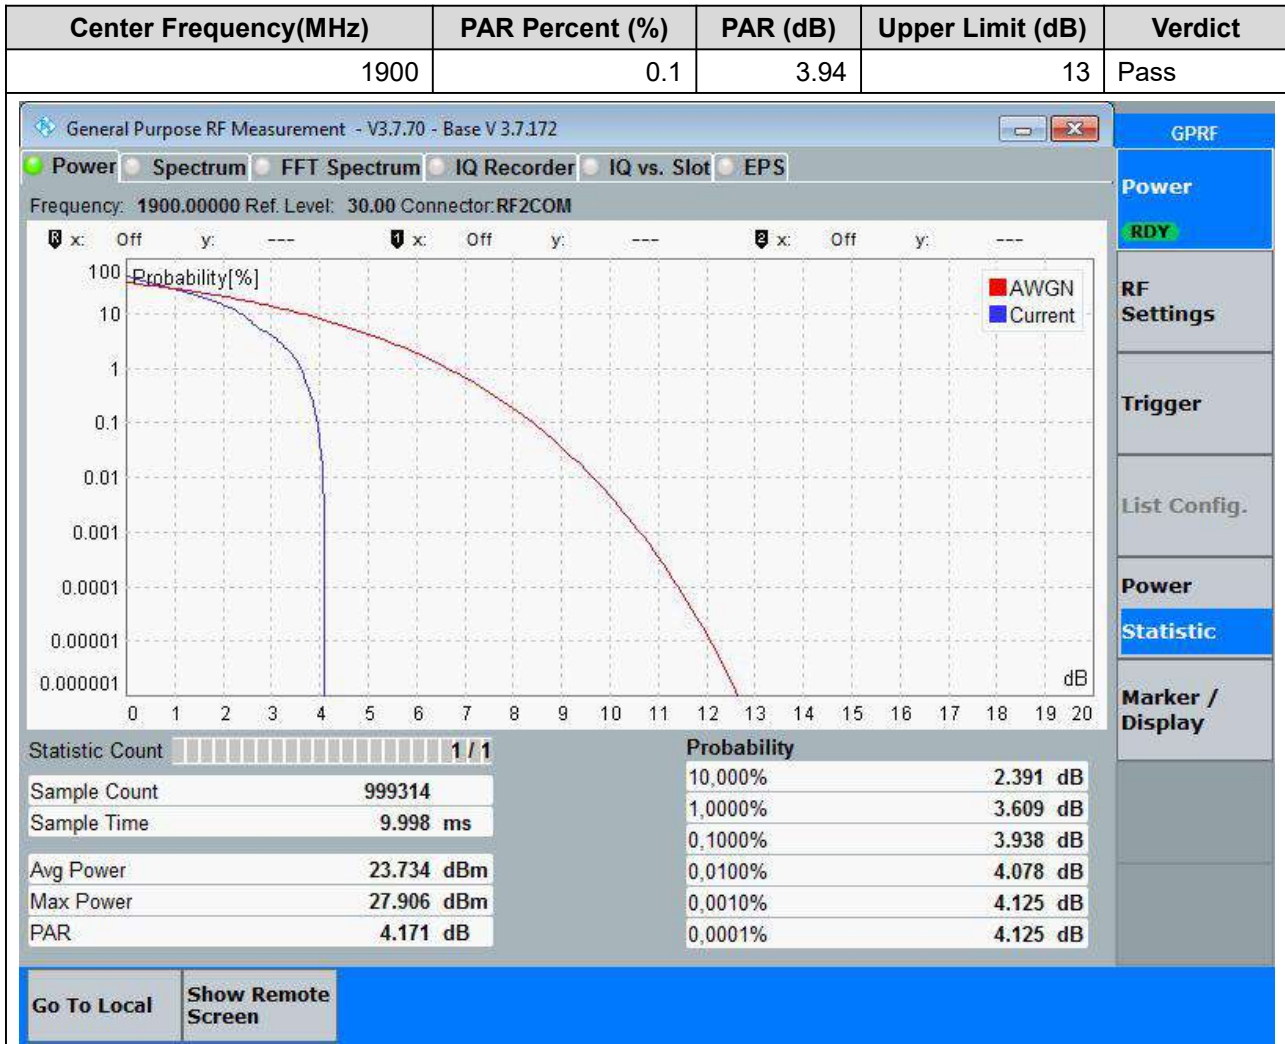 Center Frequency(MHz) PAR Percent (%) PAR (dB) Upper Limit (dB) Verdict
1900 0.1 3.94 13 Pass
General Purpose RF Measurement - V3.7.70 - Base V 3.7.172
GPRF
Power Spectrum FFT Spectrum IQ Recorder IQ vs. Slot EPS
Frequency: 1900.00000 Ref. Level: 30.00 Connector:RF2COM
R x: Off y: --- 1 x: Off y: --- 2 x: Off y: ---
Probability[%]
AWGN
Current
100
10
1
0.1
0.01
0.001
0.0001
0.00001
0.000001
dB
0 1 2 3 4 5 6 7 8 9 10 11 12 13 14 15 16 17 18 19 20
Statistic Count 1 / 1
Sample Count 999314
Sample Time 9.998 ms
Avg Power 23.734 dBm
Max Power 27.906 dBm
PAR 4.171 dB
Probability
10,000% 2.391 dB
1,0000% 3.609 dB
0,1000% 3.938 dB
0,0100% 4.078 dB
0,0010% 4.125 dB
0,0001% 4.125 dB
Power
RDY
RF
Settings
Trigger
List Config.
Power
Statistic
Marker /
Display
Go To Local
Show Remote
Screen